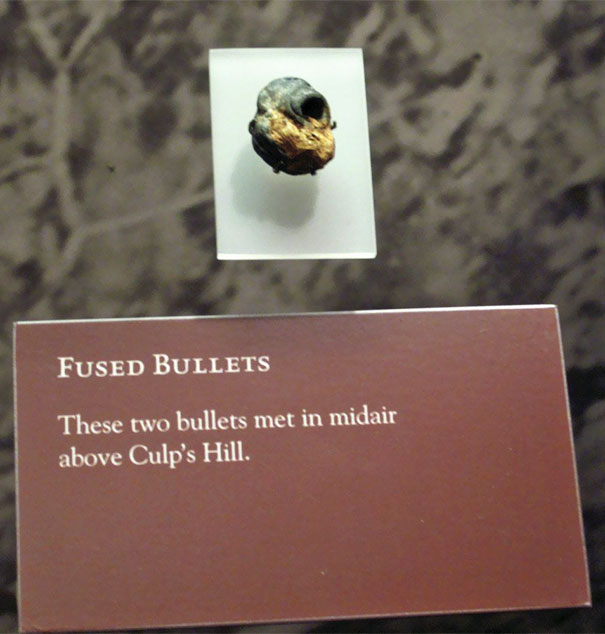 FUSED BULLETS
These two bullets met in midair
above Culp's Hill.